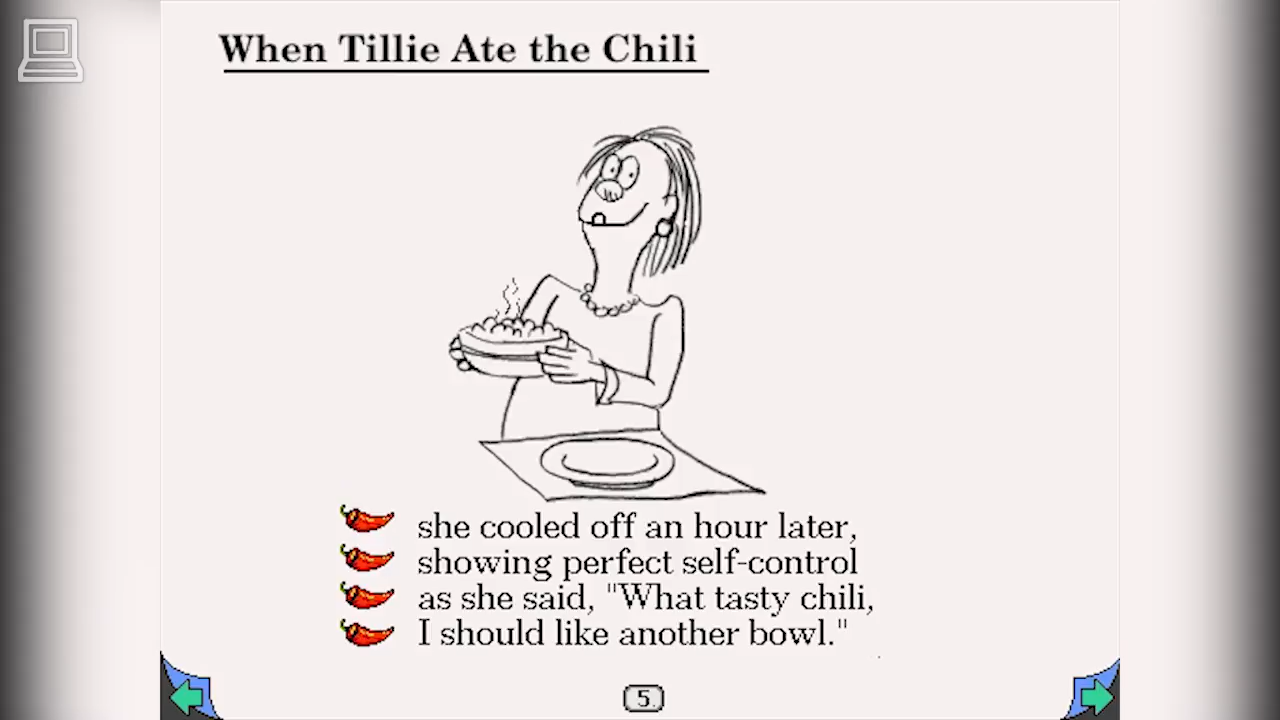 When Tillie Ate the Chili
she cooled off an hour later,
showing perfect self-control
as she said, "What tasty chili,
I should like another bowl."
5